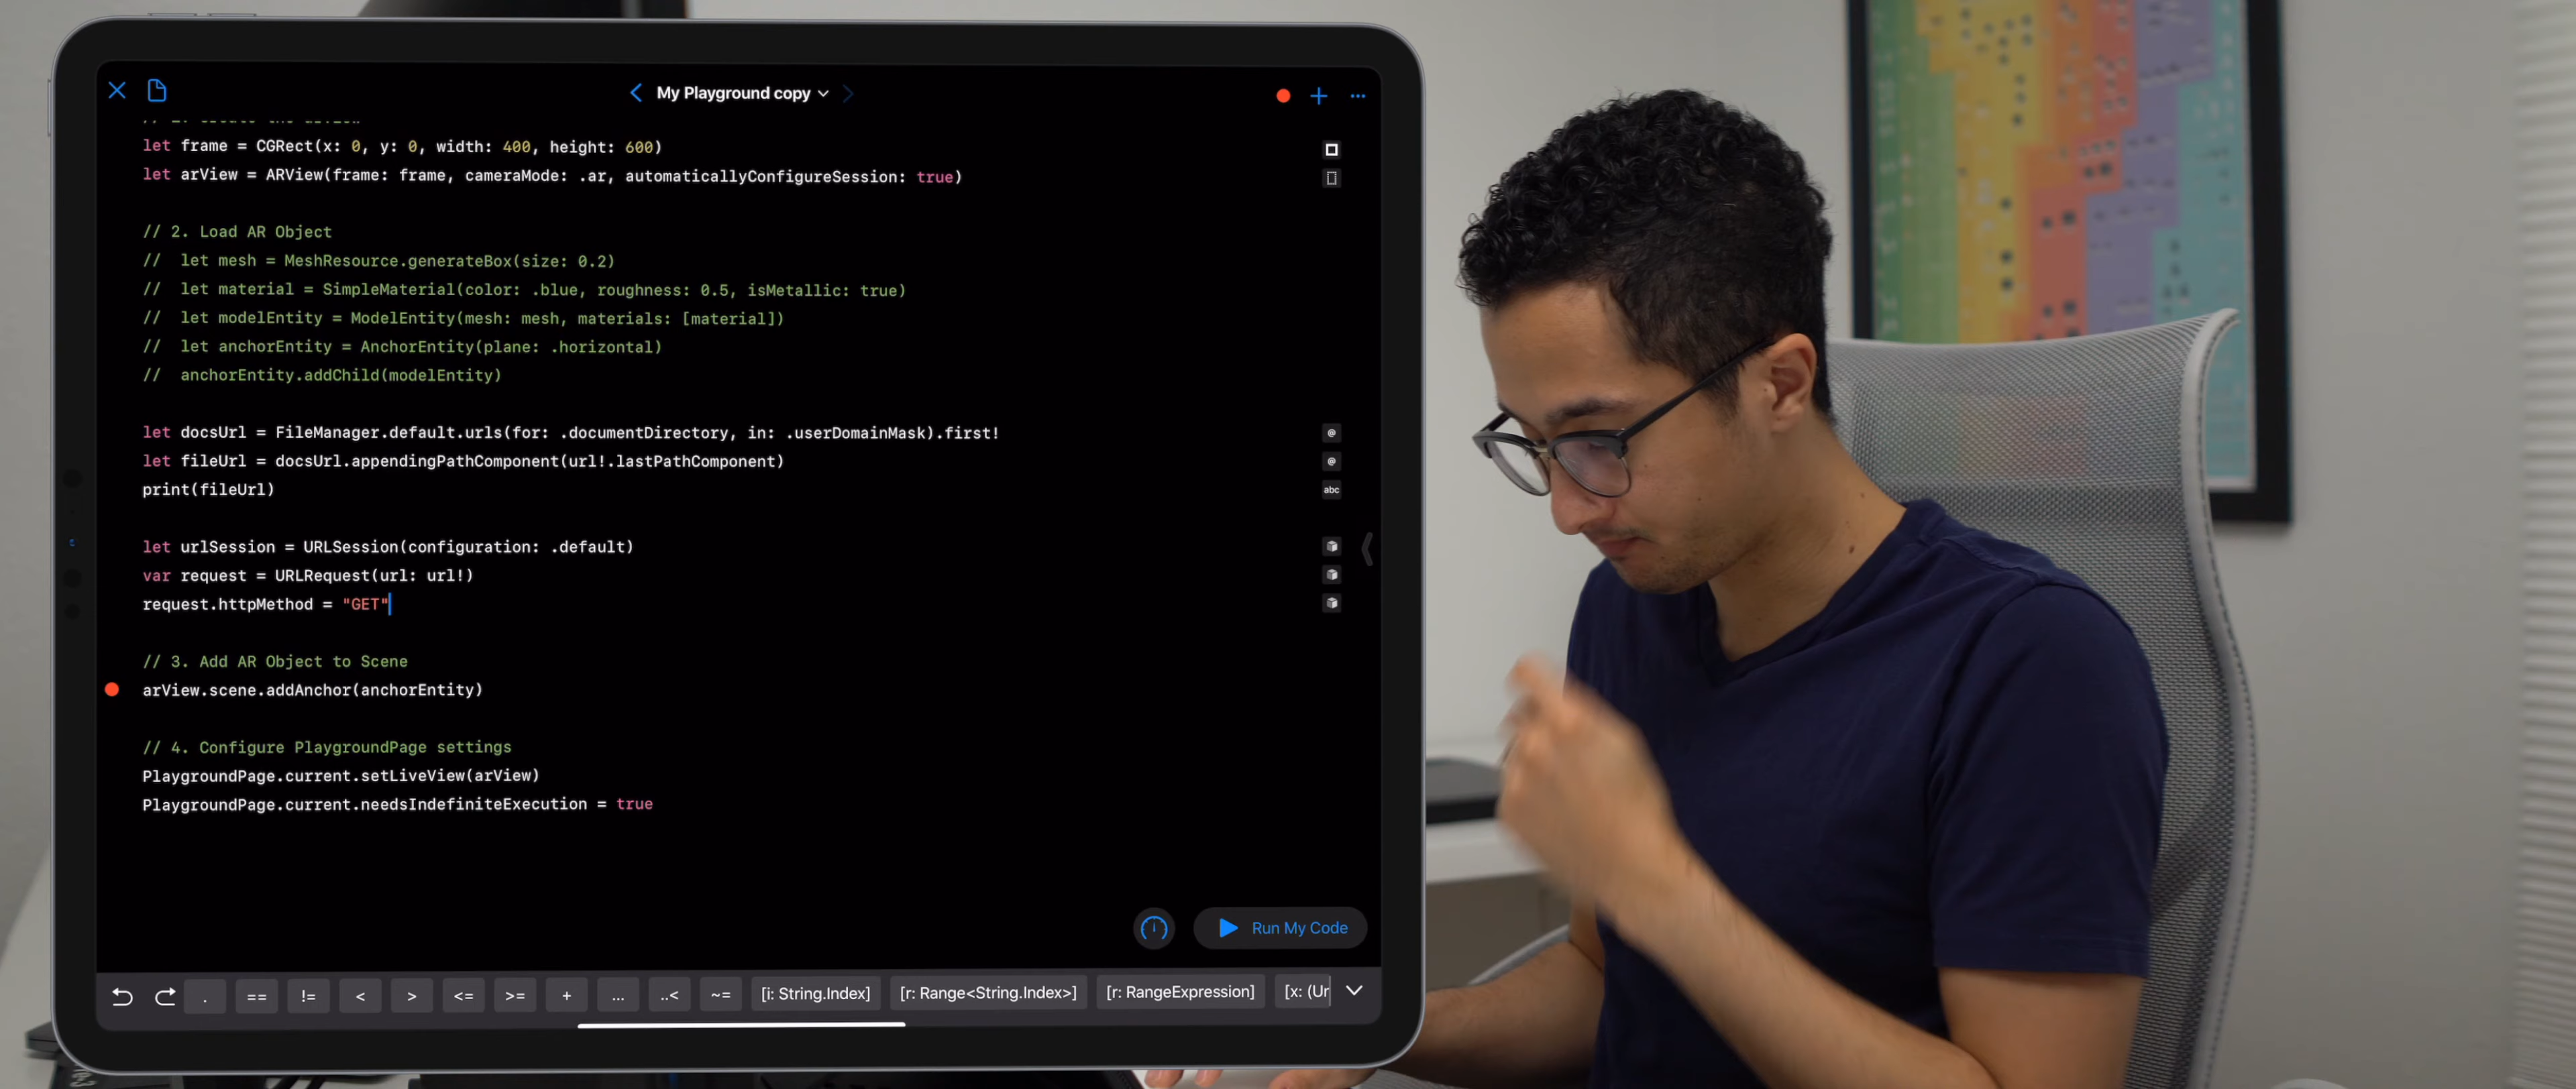 My Playground copy
let frame = CGRect(x: 0, y: 0, width: 400, height: 600)
let arView = ARView(frame: frame, cameraMode: .ar, automaticallyConfigureSession: true)
// 2. Load AR Object
//  let mesh = MeshResource.generateBox(size: 0.2)
//  let material = SimpleMaterial(color: .blue, roughness: 0.5, isMetallic: true)
//  let modelEntity = ModelEntity(mesh: mesh, materials: [material])
//  let anchorEntity = AnchorEntity(plane: .horizontal)
//  anchorEntity.addChild(modelEntity)
let docsUrl = FileManager.default.urls(for: .documentDirectory, in: .userDomainMask).first!
let fileUrl = docsUrl.appendingPathComponent(url!.lastPathComponent)
print(fileUrl)
abc
let urlSession = URLSession(configuration: .default)
var request = URLRequest(url: url!)
request.httpMethod = "GET"
// 3. Add AR Object to Scene
arView.scene.addAnchor(anchorEntity)
// 4. Configure PlaygroundPage settings
PlaygroundPage.current.setLiveView(arView)
PlaygroundPage.current.needsIndefiniteExecution = true
Run My Code
. == != < > <= >= + ... ..< ~= [i: String.Index] [r: Range<String.Index>] [r: RangeExpression] [x: (Ur